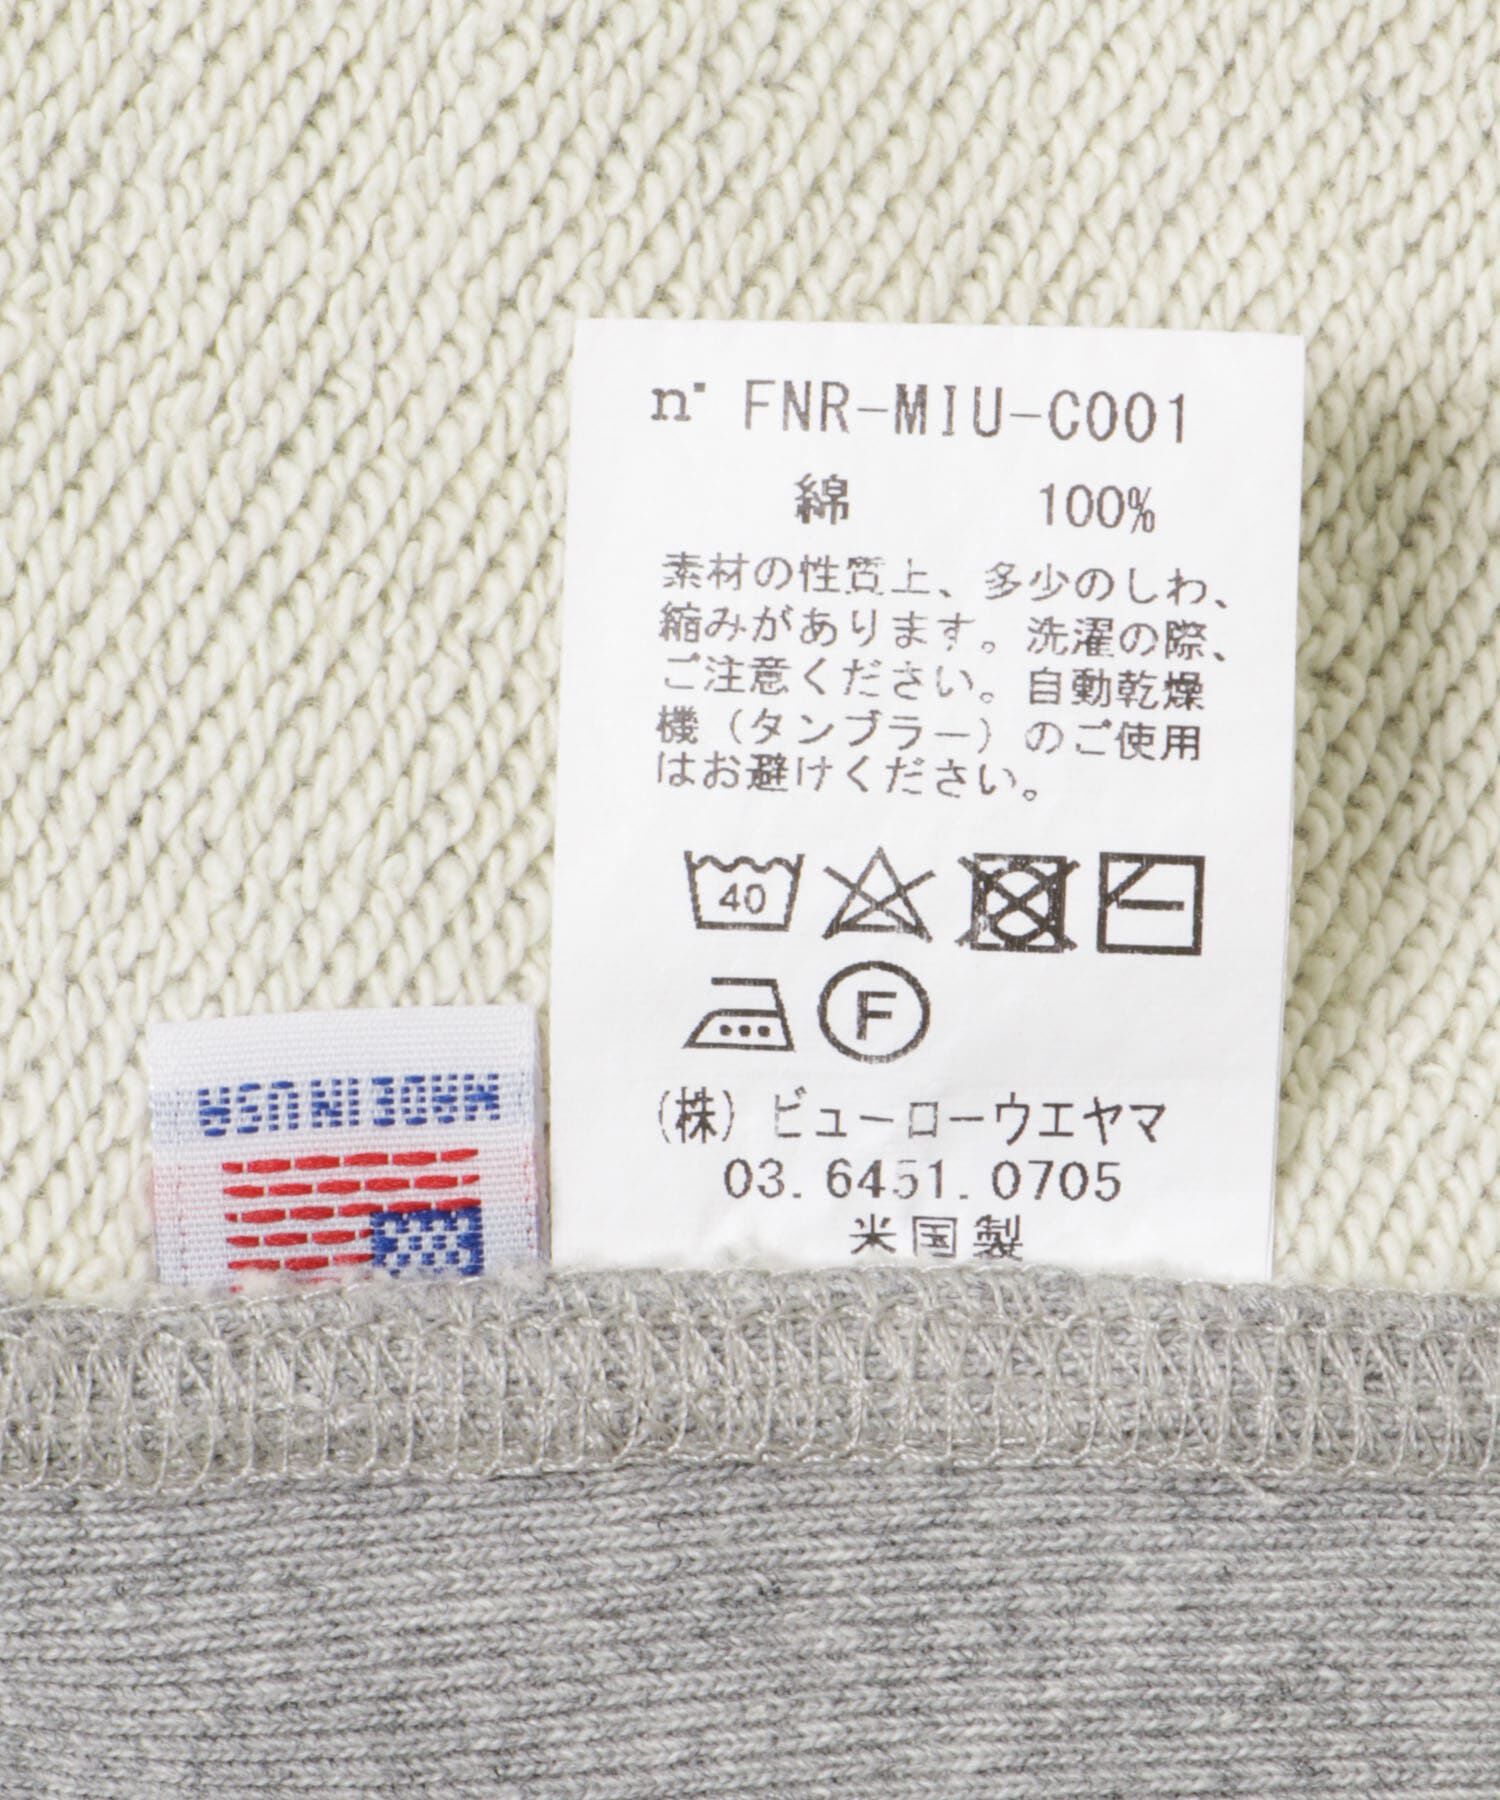 n° FNR-MIU-C001
綿 100%
素材の性質上、多少のしわ、
縮みがあります。洗濯の際、
ご注意ください。自動乾燥
機(タンブラー)のご使用
はお避けください。
40
F
(株)ビューローウエヤマ
03.6451.0705
米国製
MADE IN USA